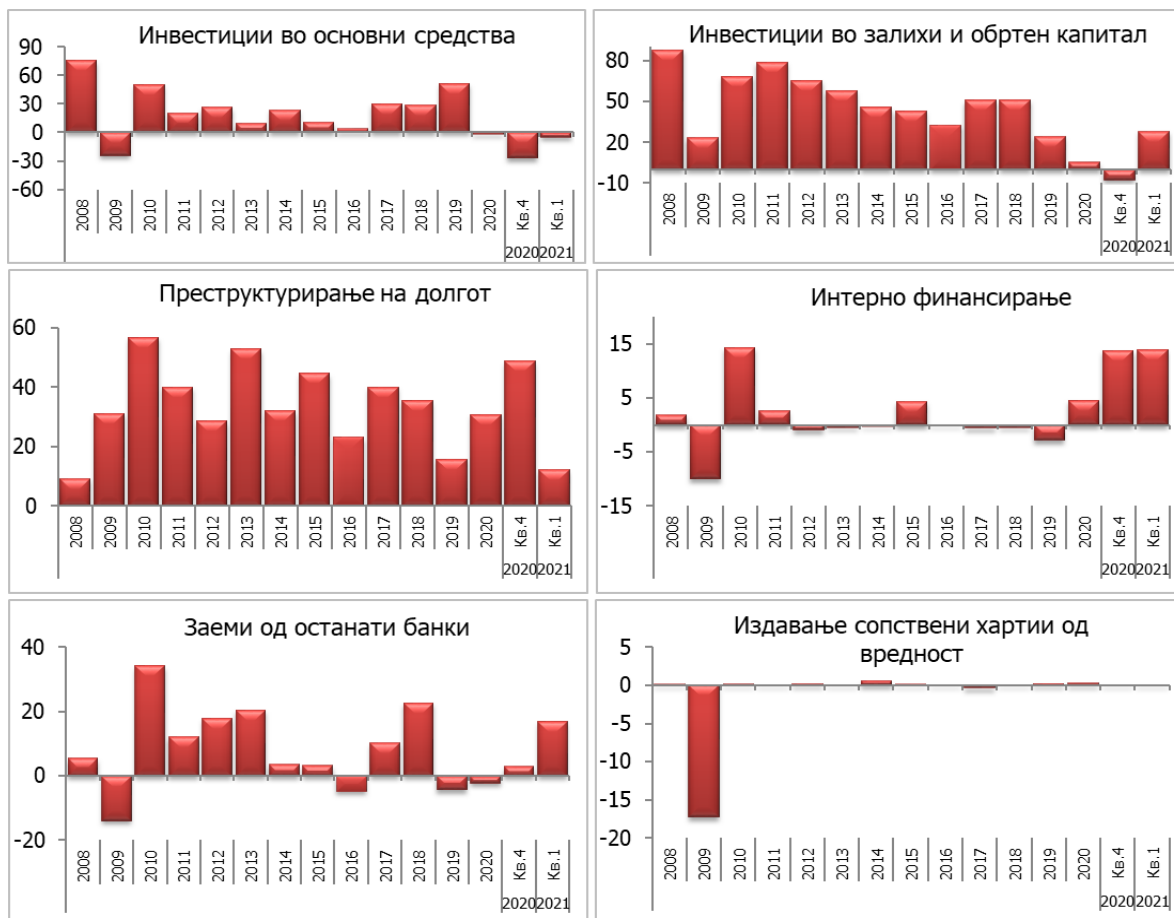 Инвестиции во основни средства
90
60
30
0
-30
-60
2008 2009 2010 2011 2012 2013 2014 2015 2016 2017 2018 2019 2020 Кв.4 Кв.1
2020 2021
Инвестиции во залихи и обртен капитал
80
50
20
-10
2008 2009 2010 2011 2012 2013 2014 2015 2016 2017 2018 2019 2020 Кв.4 Кв.1
2020 2021
Преструктурирање на долгот
60
40
20
0
2008 2009 2010 2011 2012 2013 2014 2015 2016 2017 2018 2019 2020 Кв.4 Кв.1
2020 2021
Интерно финансирање
15
5
-5
-15
2008 2009 2010 2011 2012 2013 2014 2015 2016 2017 2018 2019 2020 Кв.4 Кв.1
2020 2021
Заеми од останати банки
40
20
0
-20
2008 2009 2010 2011 2012 2013 2014 2015 2016 2017 2018 2019 2020 Кв.4 Кв.1
2020 2021
Издавање сопствени хартии од
вредност
5
0
-5
-10
-15
-20
2008 2009 2010 2011 2012 2013 2014 2015 2016 2017 2018 2019 2020 Кв.4 Кв.1
2020 2021